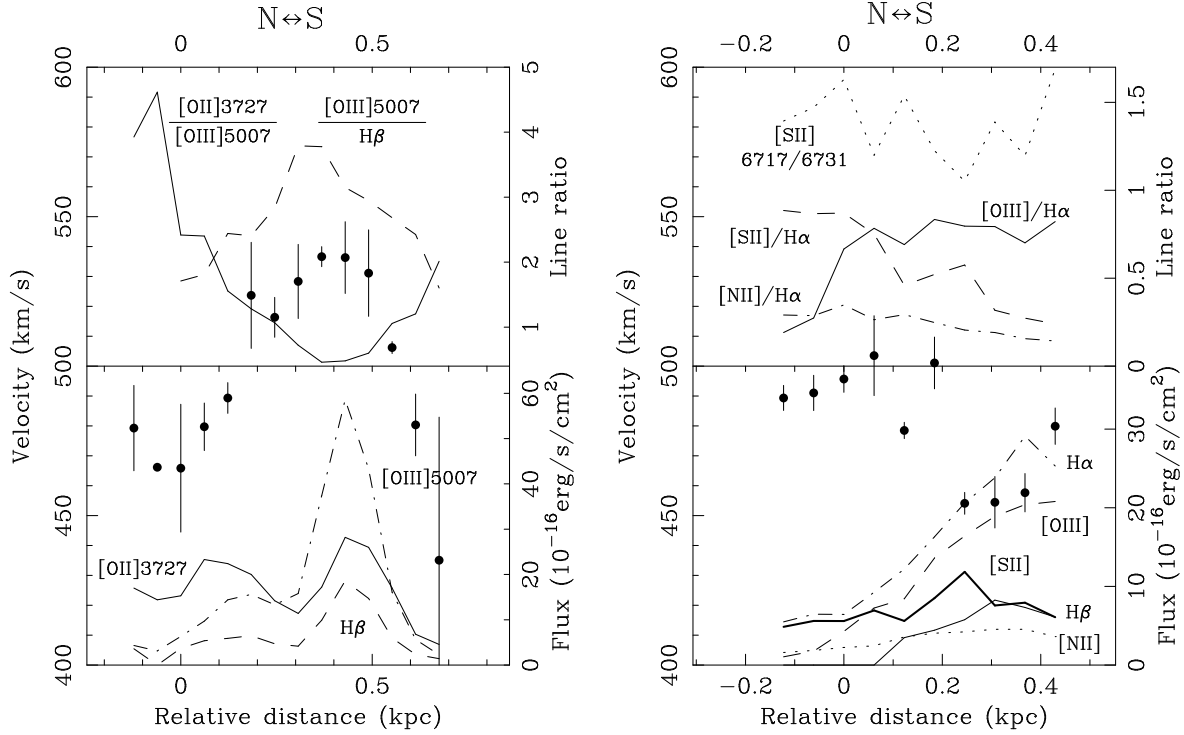 N↔S
0 0.5
600
5
[OII]3727
[OIII]5007
[OIII]5007
Hβ
4
3
Line ratio
550
2
1
500
Velocity (km/s)
60
[OIII]5007
40
450
[OII]3727
20
Hβ
Flux (10⁻¹⁶erg/s/cm²)
400
0
0 0.5
Relative distance (kpc)
N↔S
−0.2 0 0.2 0.4
600
1.5
[SII]
6717/6731
1
Line ratio
550
[OIII]/Hα
[SII]/Hα
0.5
[NII]/Hα
500
0
Velocity (km/s)
30
Hα
20
450
[OIII]
[SII]
10
Hβ
[NII]
Flux (10⁻¹⁶erg/s/cm²)
400
0
−0.2 0 0.2 0.4
Relative distance (kpc)